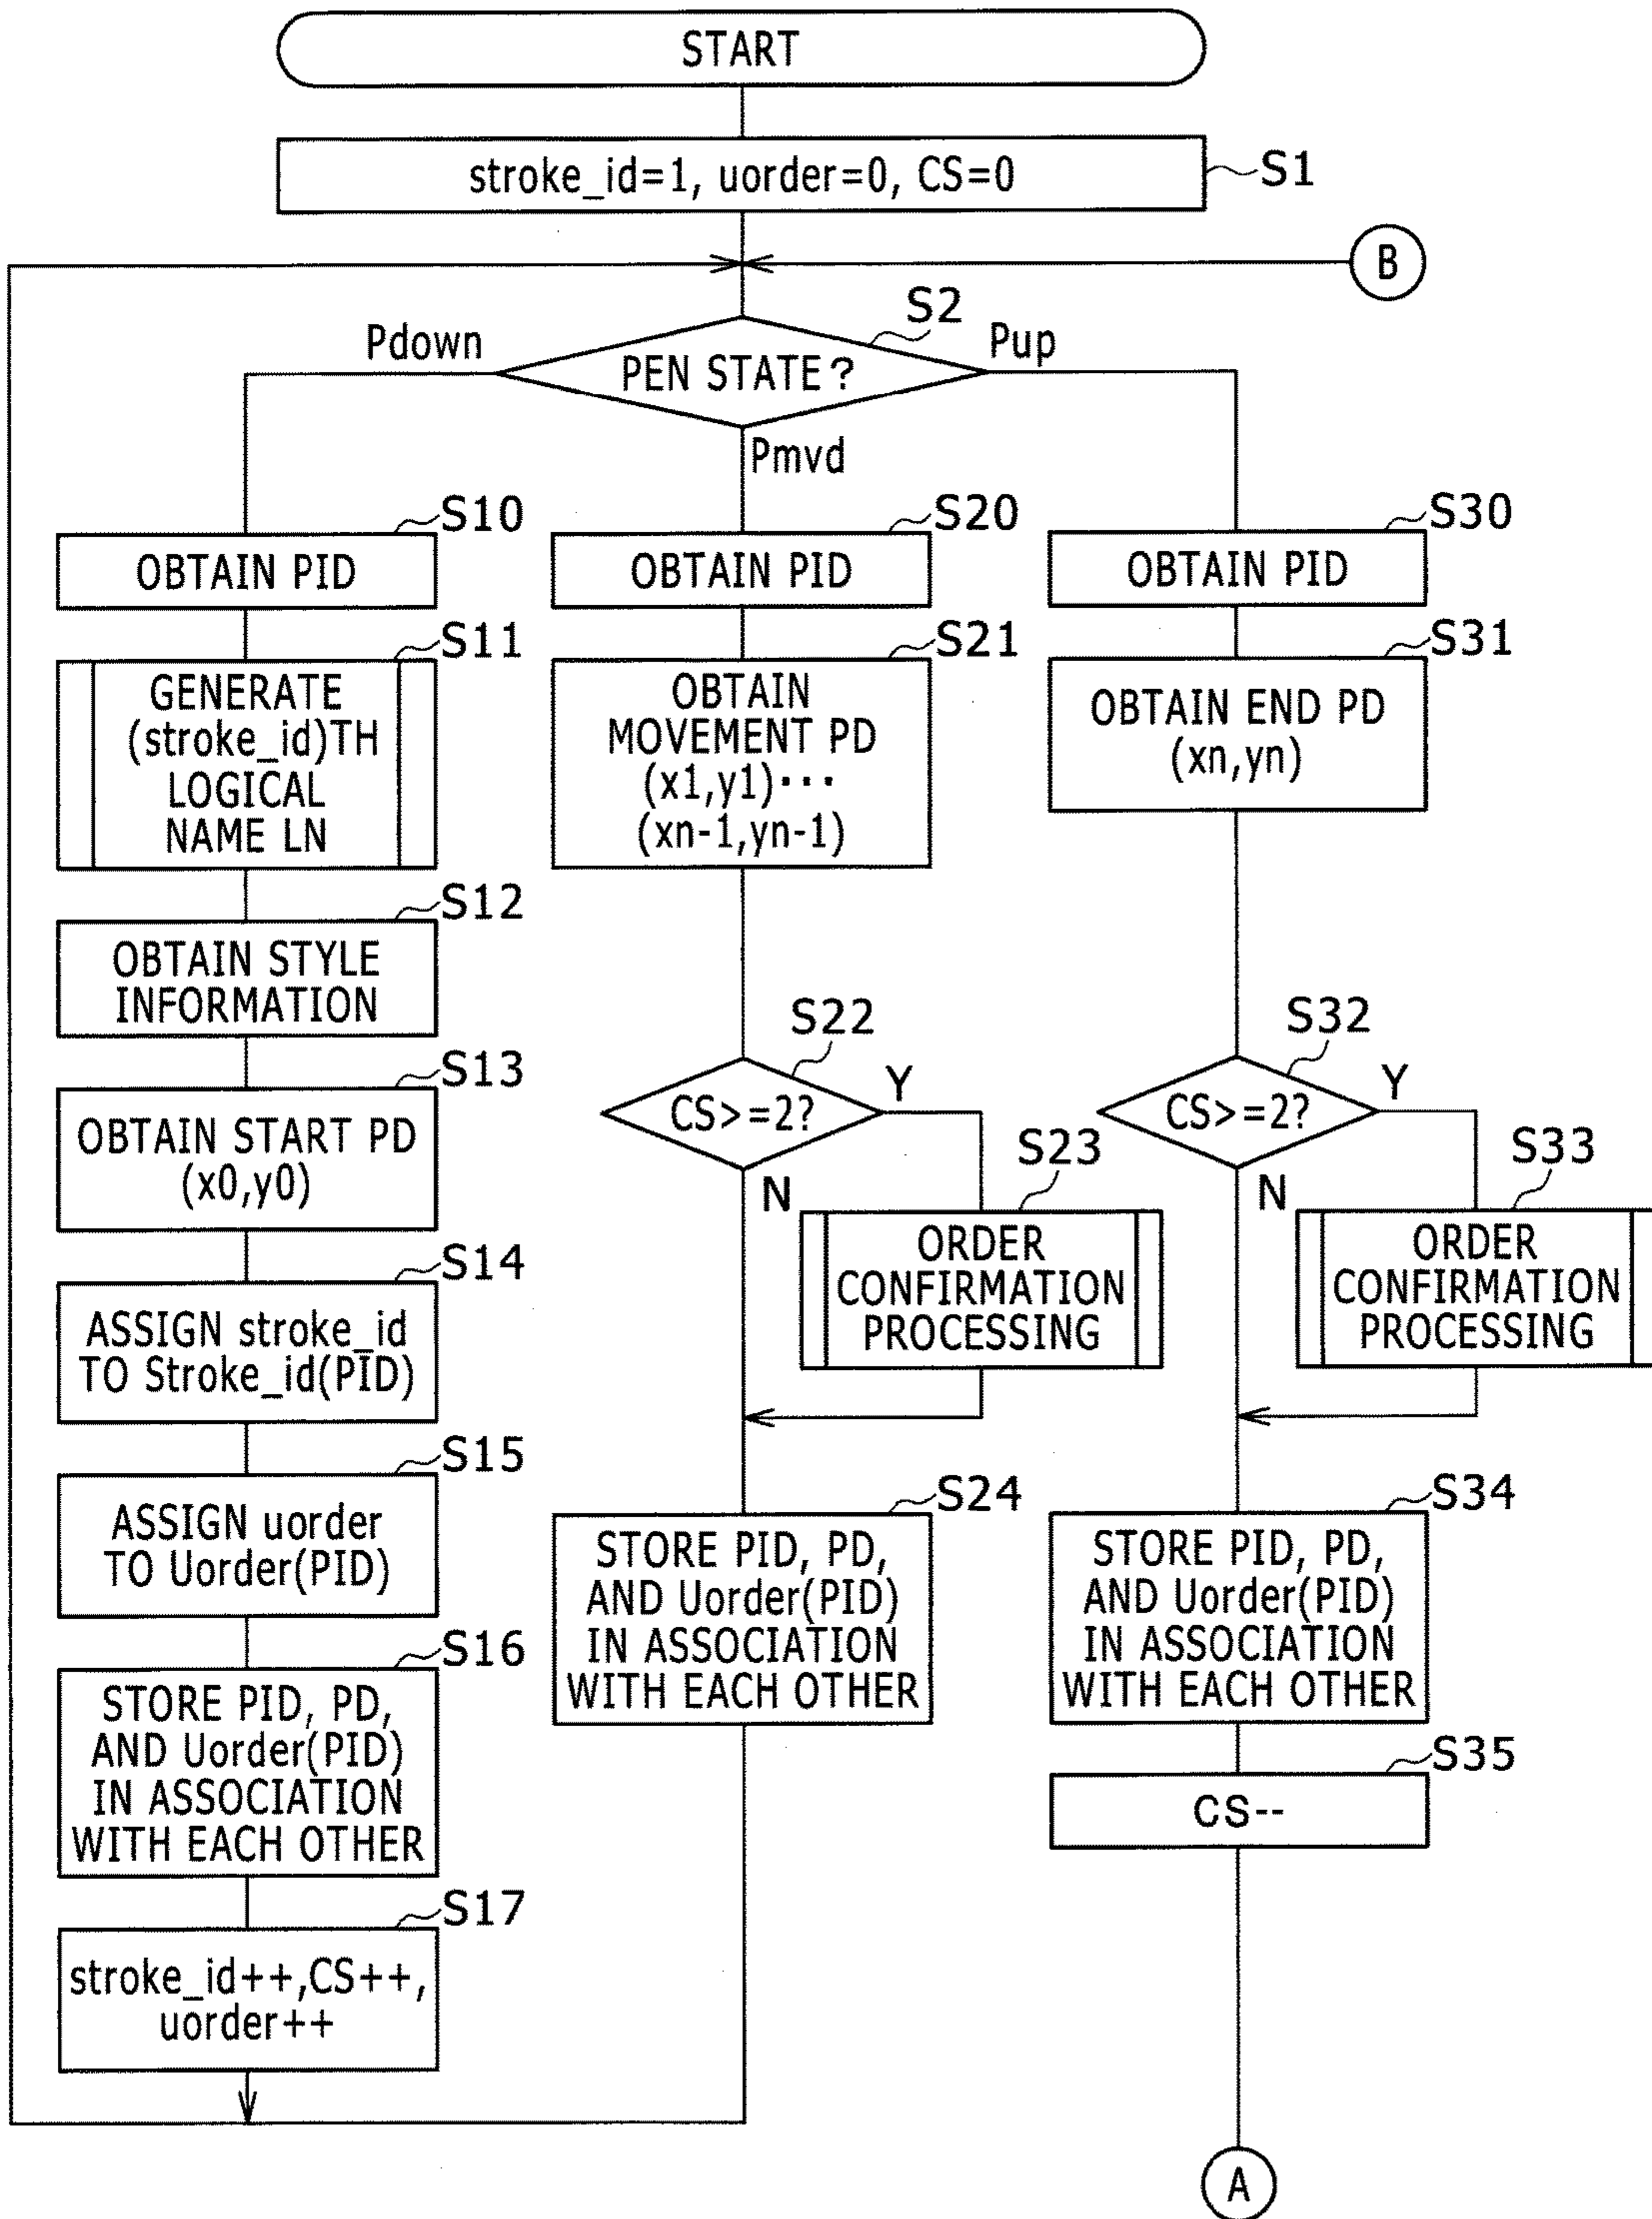 START
stroke_id=1, uorder=0, CS=0
S1
B
S2
Pdown
PEN STATE?
Pup
Pmvd
S10
OBTAIN PID
S11
GENERATE
(stroke_id)TH
LOGICAL
NAME LN
S12
OBTAIN STYLE
INFORMATION
S13
OBTAIN START PD
(x0,y0)
S14
ASSIGN stroke_id
TO Stroke_id(PID)
S15
ASSIGN uorder
TO Uorder(PID)
S16
STORE PID, PD,
AND Uorder(PID)
IN ASSOCIATION
WITH EACH OTHER
S17
stroke_id++,CS++,
uorder++
S20
OBTAIN PID
S21
OBTAIN
MOVEMENT PD
(x1,y1)···
(xn-1,yn-1)
S22
CS>=2?
Y
N
S23
ORDER
CONFIRMATION
PROCESSING
S24
STORE PID, PD,
AND Uorder(PID)
IN ASSOCIATION
WITH EACH OTHER
S30
OBTAIN PID
S31
OBTAIN END PD
(xn,yn)
S32
CS>=2?
Y
N
S33
ORDER
CONFIRMATION
PROCESSING
S34
STORE PID, PD,
AND Uorder(PID)
IN ASSOCIATION
WITH EACH OTHER
S35
CS--
A